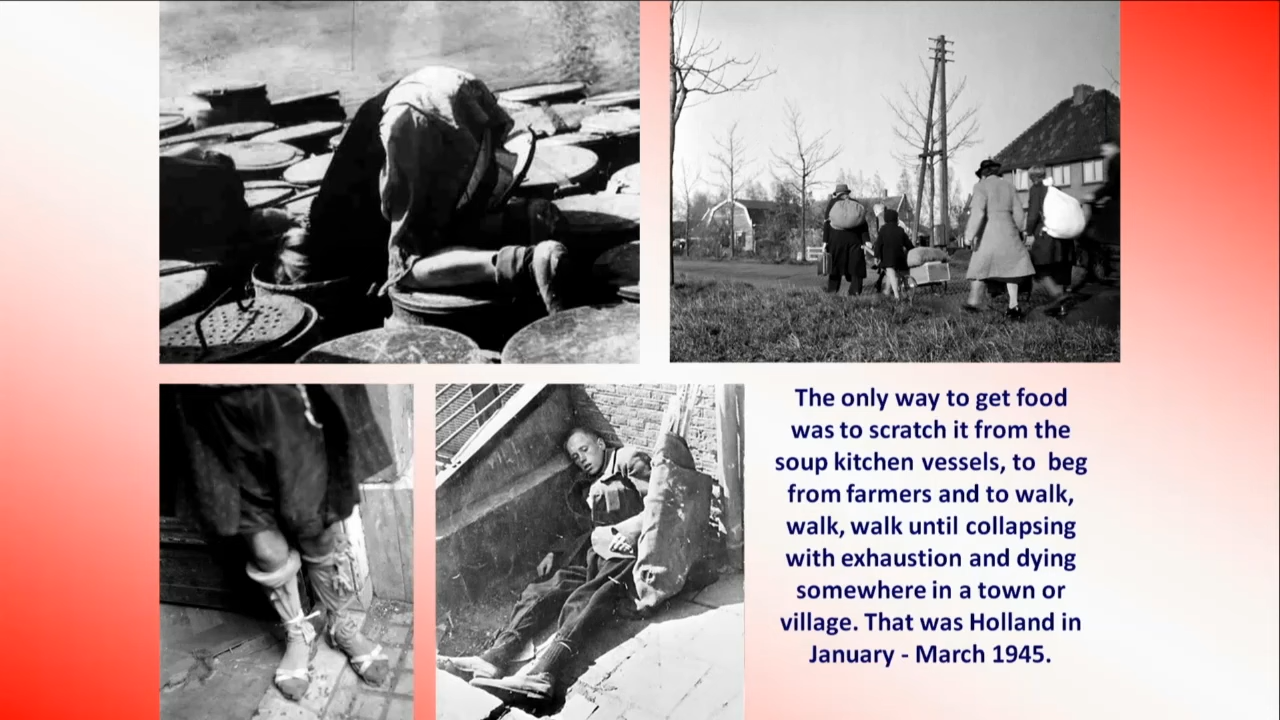 The only way to get food
was to scratch it from the
soup kitchen vessels, to  beg
from farmers and to walk,
walk, walk until collapsing
with exhaustion and dying
somewhere in a town or
village. That was Holland in
January - March 1945.